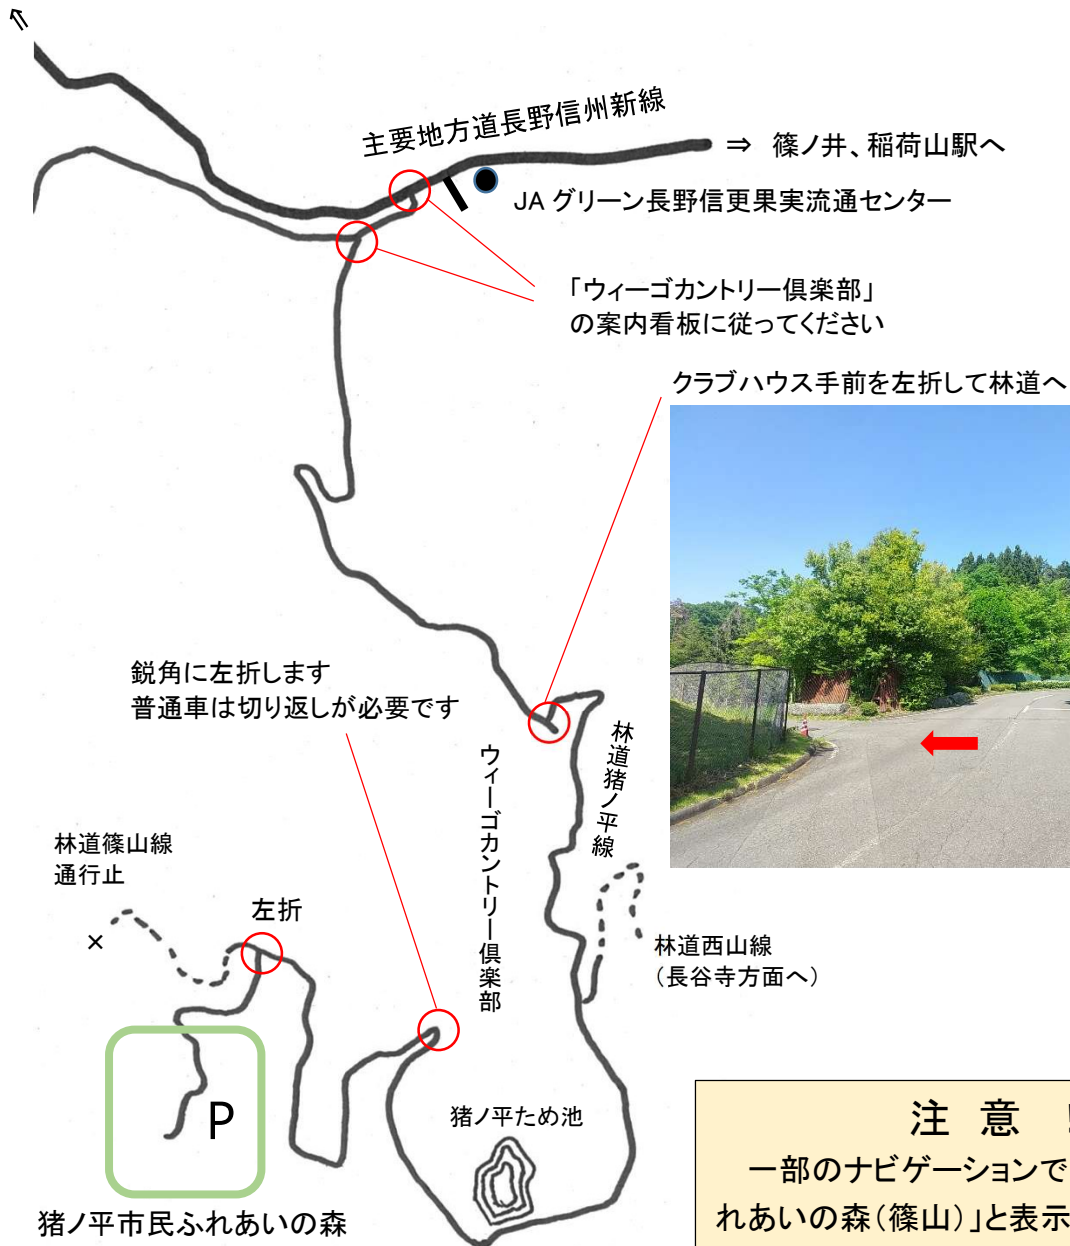 ⇐
主要地方道長野信州新線
⇒ 篠ノ井、稲荷山駅へ
JA グリーン長野信更果実流通センター
「ウィーゴカントリー倶楽部」
の案内看板に従ってください
クラブハウス手前を左折して林道へ
鋭角に左折します
普通車は切り返しが必要です
林道猪ノ平線
ウィーゴカントリー倶楽部
林道篠山線
通行止
×
左折
林道西山線
（長谷寺方面へ）
P
猪ノ平ため池
猪ノ平市民ふれあいの森
注 意
一部のナビゲーションで
れあいの森（篠山）」と表示